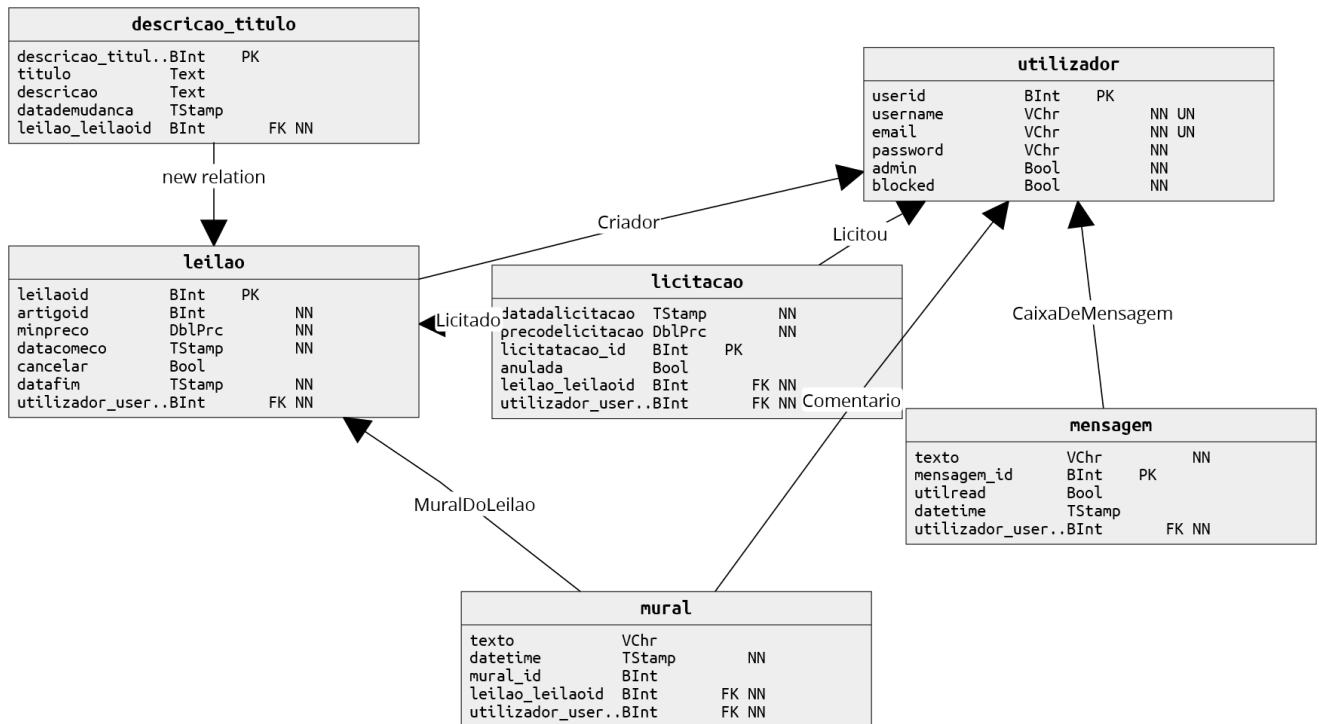 descricao_titulo
descricao_titul..BInt PK
titulo Text
descricao Text
datademudanca TStamp
leilao_leilaoid BInt FK NN
utilizador
userid BInt PK
username VChr NN UN
email VChr NN UN
password VChr NN
admin Bool NN
blocked Bool NN
new relation
Criador
Licitou
leilao
leilaoid BInt PK
artigoid BInt NN
minpreco DblPrc NN
datacomeco TStamp NN
cancelar Bool
datafim TStamp NN
utilizador_user..BInt FK NN
Licitado
licitacao
datadalicitacao TStamp NN
precodelicitacao DblPrc NN
licitatacao_id BInt PK
anulada Bool
leilao_leilaoid BInt FK NN
utilizador_user..BInt FK NN
CaixaDeMensagem
Comentario
mensagem
texto VChr NN
mensagem_id BInt PK
utilread Bool
datetime TStamp
utilizador_user..BInt FK NN
MuralDoLeilao
mural
texto VChr
datetime TStamp NN
mural_id BInt
leilao_leilaoid BInt FK NN
utilizador_user..BInt FK NN